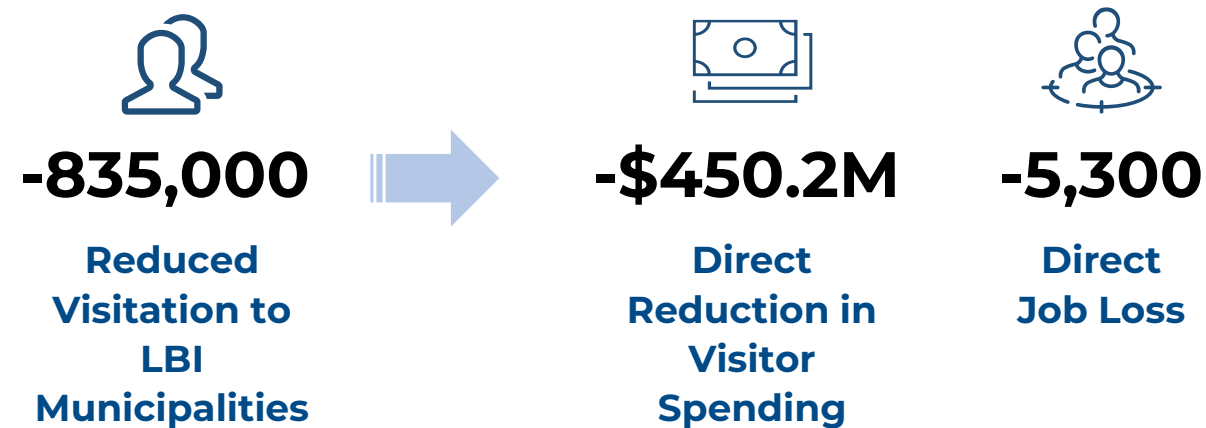 -835,000
Reduced
Visitation to
LBI
Municipalities
-$450.2M
Direct
Reduction in
Visitor
Spending
-5,300
Direct
Job Loss